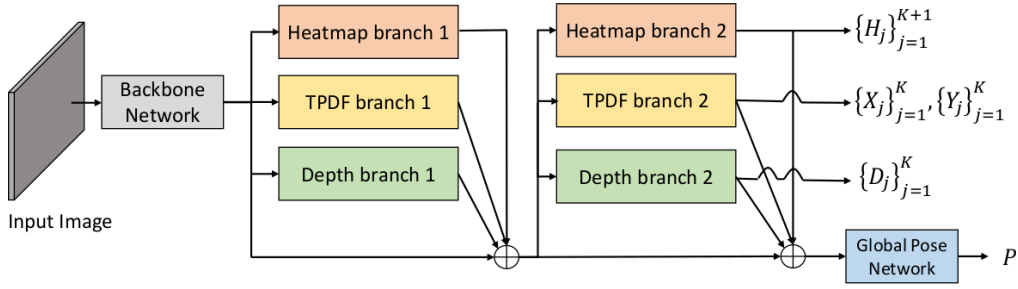 Heatmap branch 1
Heatmap branch 2
{H_j}_{j=1}^{K+1}
Backbone
Network
TPDF branch 1
TPDF branch 2
{X_j}_{j=1}^{K}, {Y_j}_{j=1}^{K}
Depth branch 1
Depth branch 2
{D_j}_{j=1}^{K}
Input Image
Global Pose
Network
P